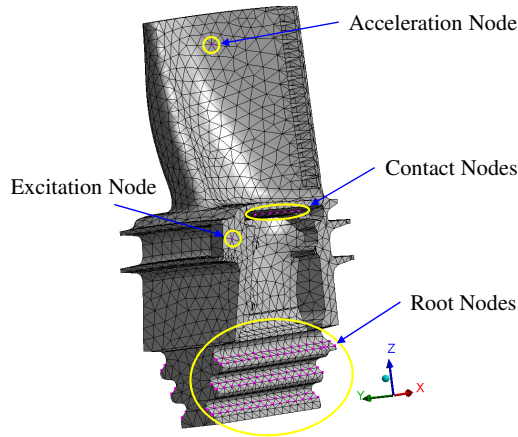 Acceleration Node
Contact Nodes
Excitation Node
Root Nodes
Z
Y
X